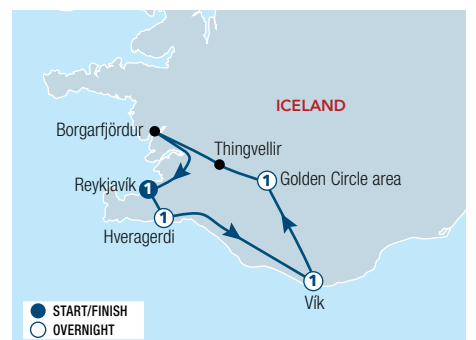 ICELAND
Borgarfjördur
Thingvellir
Reykjavík
1
1
Golden Circle area
1
Hveragerdi
1
Vík
START/FINISH
OVERNIGHT